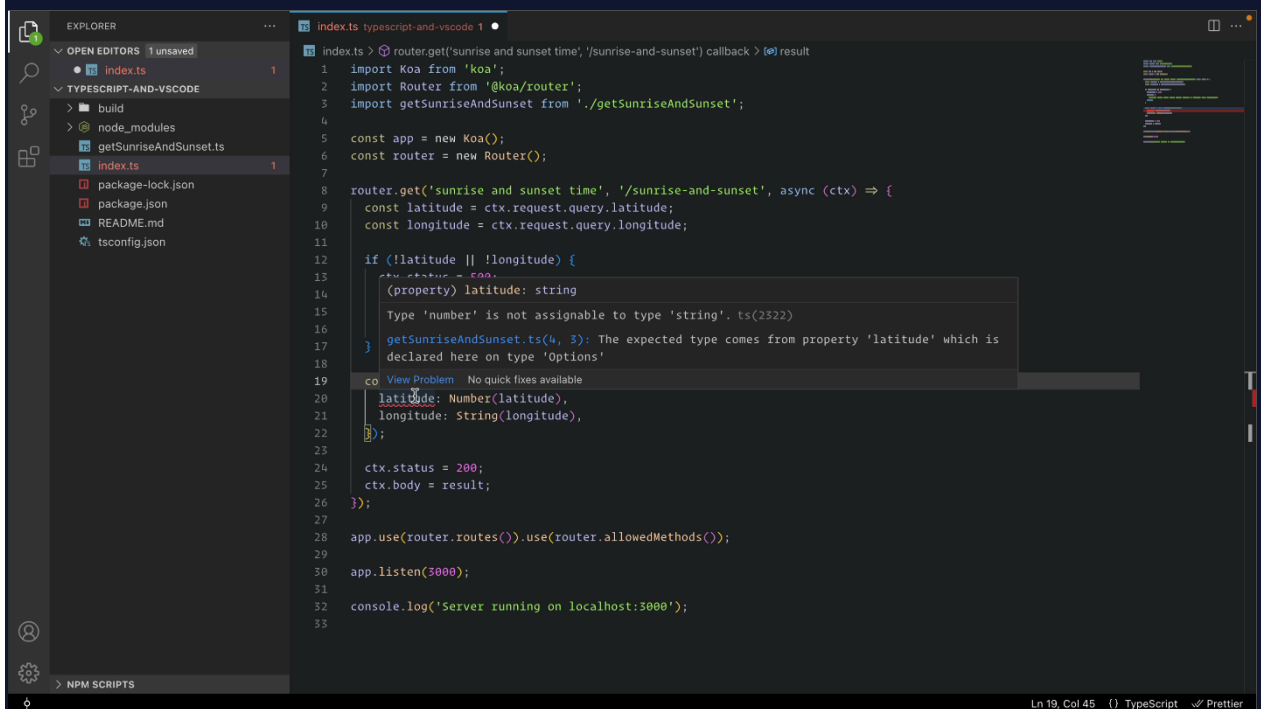 EXPLORER ...
OPEN EDITORS 1 unsaved
index.ts 1
TYPESCRIPT-AND-VSCODE
build
node_modules
getSunriseAndSunset.ts
index.ts 1
package-lock.json
package.json
README.md
tsconfig.json
NPM SCRIPTS
1
TS index.ts typescript-and-vscode 1 ●
index.ts > router.get('sunrise and sunset time', '/sunrise-and-sunset') callback > result
1 import Koa from 'koa';
2 import Router from '@koa/router';
3 import getSunriseAndSunset from './getSunriseAndSunset';
4
5 const app = new Koa();
6 const router = new Router();
7
8 router.get('sunrise and sunset time', '/sunrise-and-sunset', async (ctx) ⇒ {
9 const latitude = ctx.request.query.latitude;
10 const longitude = ctx.request.query.longitude;
11
12 if (!latitude || !longitude) {
13 ctx.status = 500;
14
15
16
17 }
18
(property) latitude: string
Type 'number' is not assignable to type 'string'. ts(2322)
getSunriseAndSunset.ts(4, 3): The expected type comes from property 'latitude' which is
declared here on type 'Options'
View Problem No quick fixes available
19 co
20 latitude: Number(latitude),
21 longitude: String(longitude),
22 });
23
24 ctx.status = 200;
25 ctx.body = result;
26 });
27
28 app.use(router.routes()).use(router.allowedMethods());
29
30 app.listen(3000);
31
32 console.log('Server running on localhost:3000');
33
Ln 19, Col 45 {} TypeScript Prettier